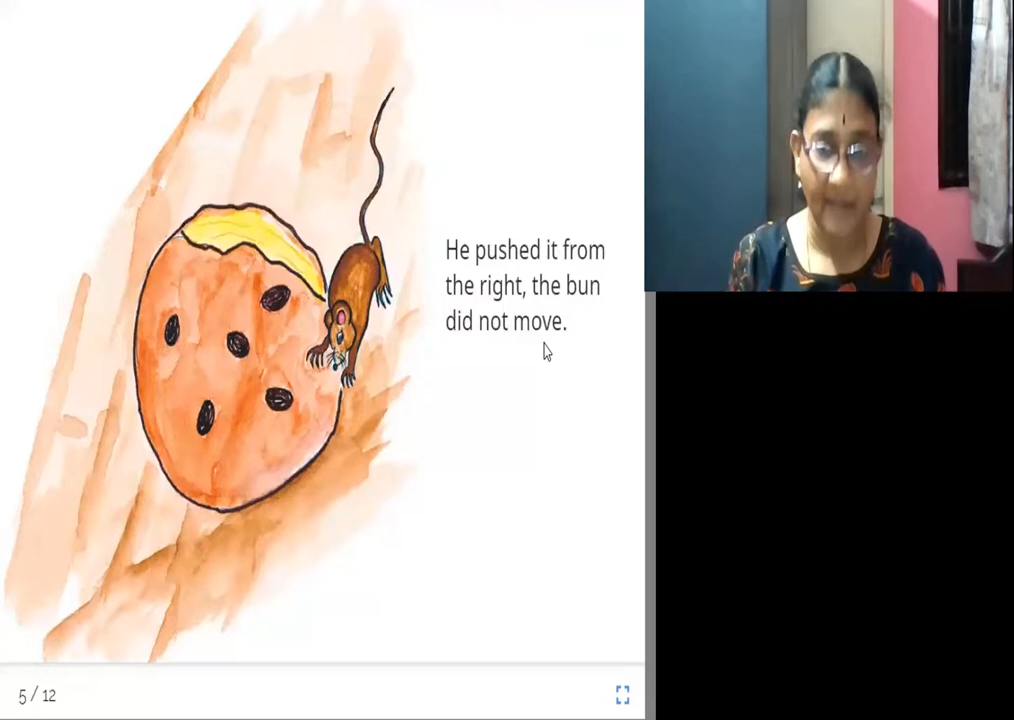 He pushed it from
the right, the bun
did not move.
5 / 12